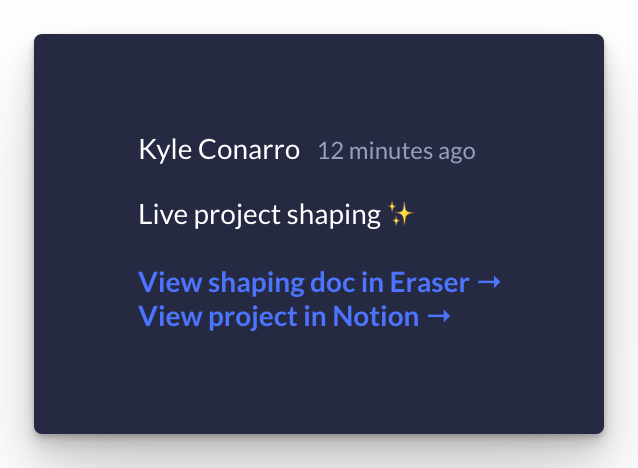 Kyle Conarro 12 minutes ago
Live project shaping ✨
View shaping doc in Eraser →
View project in Notion →